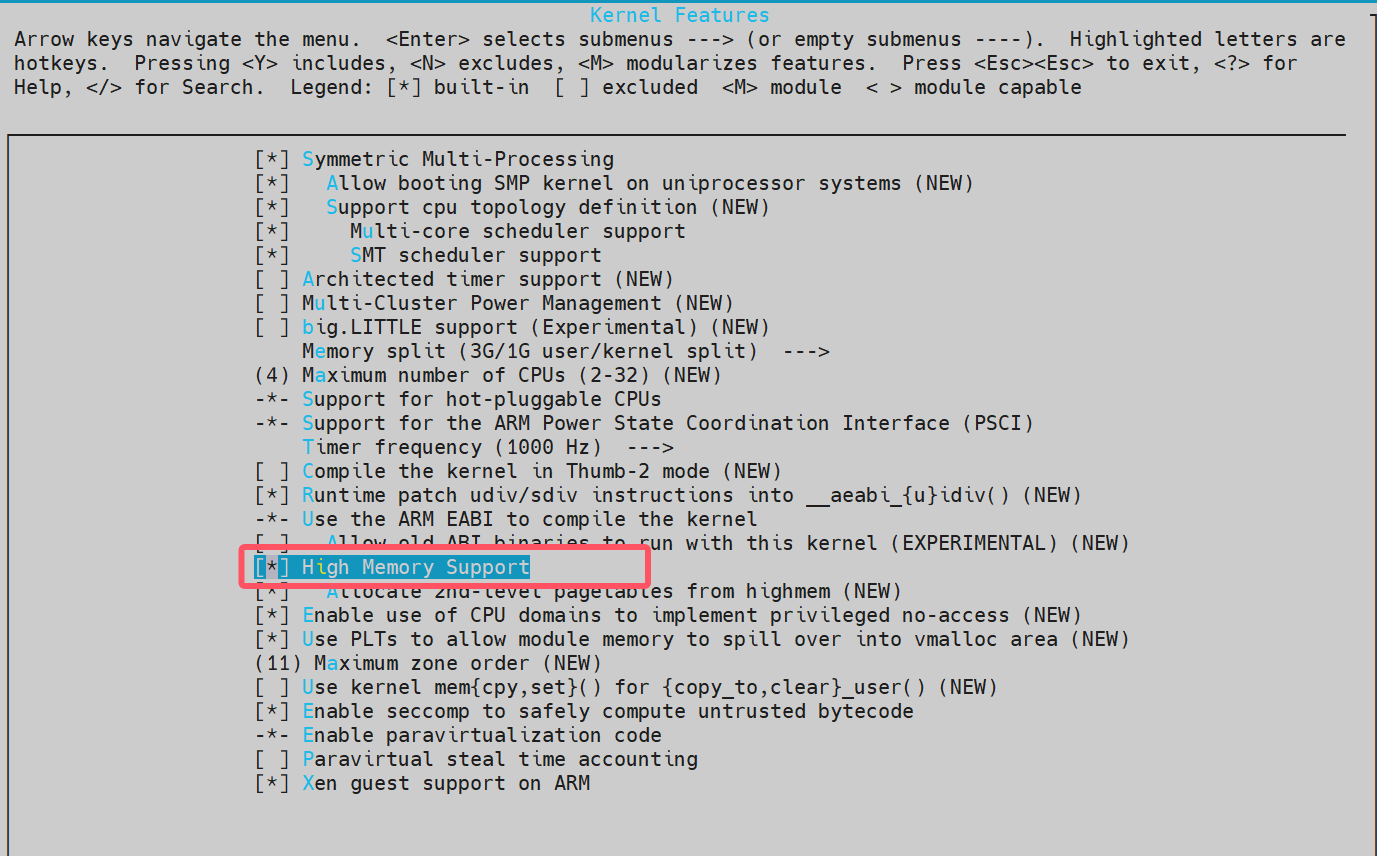 Kernel Features
Arrow keys navigate the menu.  <Enter> selects submenus ---> (or empty submenus ----).  Highlighted letters are
hotkeys.  Pressing <Y> includes, <N> excludes, <M> modularizes features.  Press <Esc><Esc> to exit, <?> for
Help, </> for Search.  Legend: [*] built-in  [ ] excluded  <M> module  < > module capable
[*] Symmetric Multi-Processing
[*]   Allow booting SMP kernel on uniprocessor systems (NEW)
[*]   Support cpu topology definition (NEW)
[*]     Multi-core scheduler support
[*]     SMT scheduler support
[ ] Architected timer support (NEW)
[ ] Multi-Cluster Power Management (NEW)
[ ] big.LITTLE support (Experimental) (NEW)
    Memory split (3G/1G user/kernel split)  --->
(4) Maximum number of CPUs (2-32) (NEW)
-*- Support for hot-pluggable CPUs
-*- Support for the ARM Power State Coordination Interface (PSCI)
    Timer frequency (1000 Hz)  --->
[ ] Compile the kernel in Thumb-2 mode (NEW)
[*] Runtime patch udiv/sdiv instructions into __aeabi_{u}idiv() (NEW)
-*- Use the ARM EABI to compile the kernel
[ ]   Allow old ABI binaries to run with this kernel (EXPERIMENTAL) (NEW)
[*] High Memory Support
[*]   Allocate 2nd-level pagetables from highmem (NEW)
[*] Enable use of CPU domains to implement privileged no-access (NEW)
[*] Use PLTs to allow module memory to spill over into vmalloc area (NEW)
(11) Maximum zone order (NEW)
[ ] Use kernel mem{cpy,set}() for {copy_to,clear}_user() (NEW)
[*] Enable seccomp to safely compute untrusted bytecode
-*- Enable paravirtualization code
[ ] Paravirtual steal time accounting
[*] Xen guest support on ARM